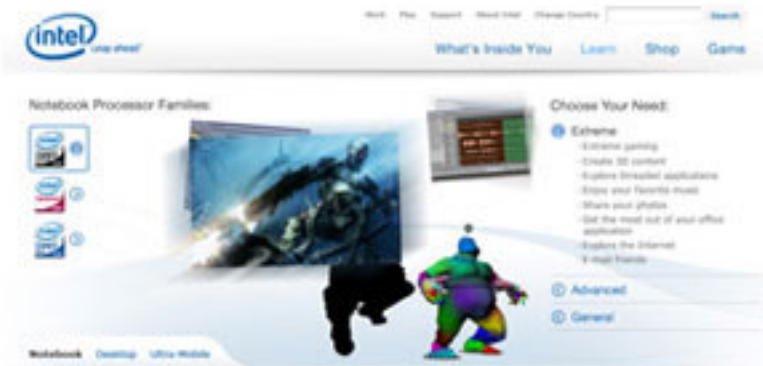 Work Play Support About Intel Change Country Search
intel
Leap ahead
What's Inside You Learn Shop Game
Notebook Processor Families:
Choose Your Need:
Extreme
- Extreme gaming
- Create 3D content
- Explore threaded applications
- Enjoy your favorite music
- Share your photos
- Get the most out of your office
application
- Explore the Internet
- E-mail friends
Advanced
General
Notebook Desktop Ultra Mobile